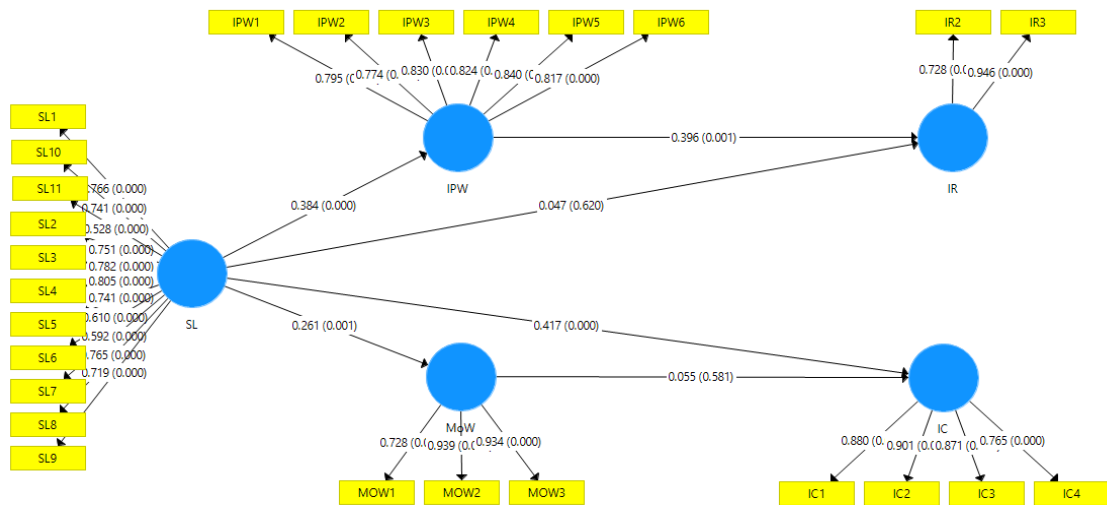 IPW1
IPW2
IPW3
IPW4
IPW5
IPW6
IR2
IR3
0.795
0.774
0.830
0.824
0.840
0.817 (0.000)
0.728
0.946 (0.000)
SL1
SL10
SL11
SL2
SL3
SL4
SL5
SL6
SL7
SL8
SL9
0.766 (0.000)
0.741 (0.000)
0.528 (0.000)
0.751 (0.000)
0.782 (0.000)
0.805 (0.000)
0.741 (0.000)
0.610 (0.000)
0.592 (0.000)
0.765 (0.000)
0.719 (0.000)
IPW
0.396 (0.001)
IR
0.384 (0.000)
0.047 (0.620)
SL
0.261 (0.001)
0.417 (0.000)
0.055 (0.581)
MoW
IC
0.728
0.939
0.934 (0.000)
0.880
0.901
0.871
0.765 (0.000)
MOW1
MOW2
MOW3
IC1
IC2
IC3
IC4